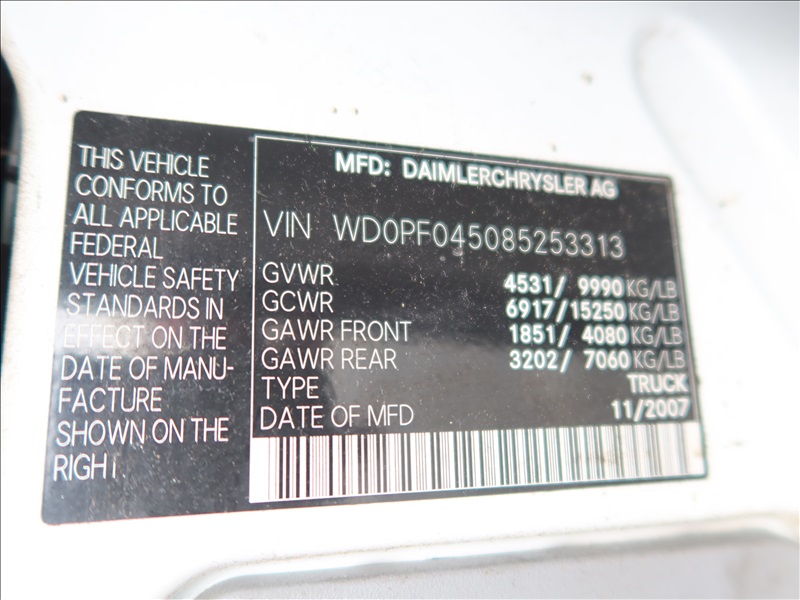 THIS VEHICLE
CONFORMS TO
ALL APPLICABLE
FEDERAL
VEHICLE SAFETY
STANDARDS IN
EFFECT ON THE
DATE OF MANU-
FACTURE
SHOWN ON THE
RIGHT
MFD: DAIMLERCHRYSLER AG
VIN WD0PF045085253313
GVWR 4531/ 9990 KG/LB
GCWR 6917/15250 KG/LB
GAWR FRONT 1851/ 4080 KG/LB
GAWR REAR 3202/ 7060 KG/LB
TYPE TRUCK
DATE OF MFD 11/2007